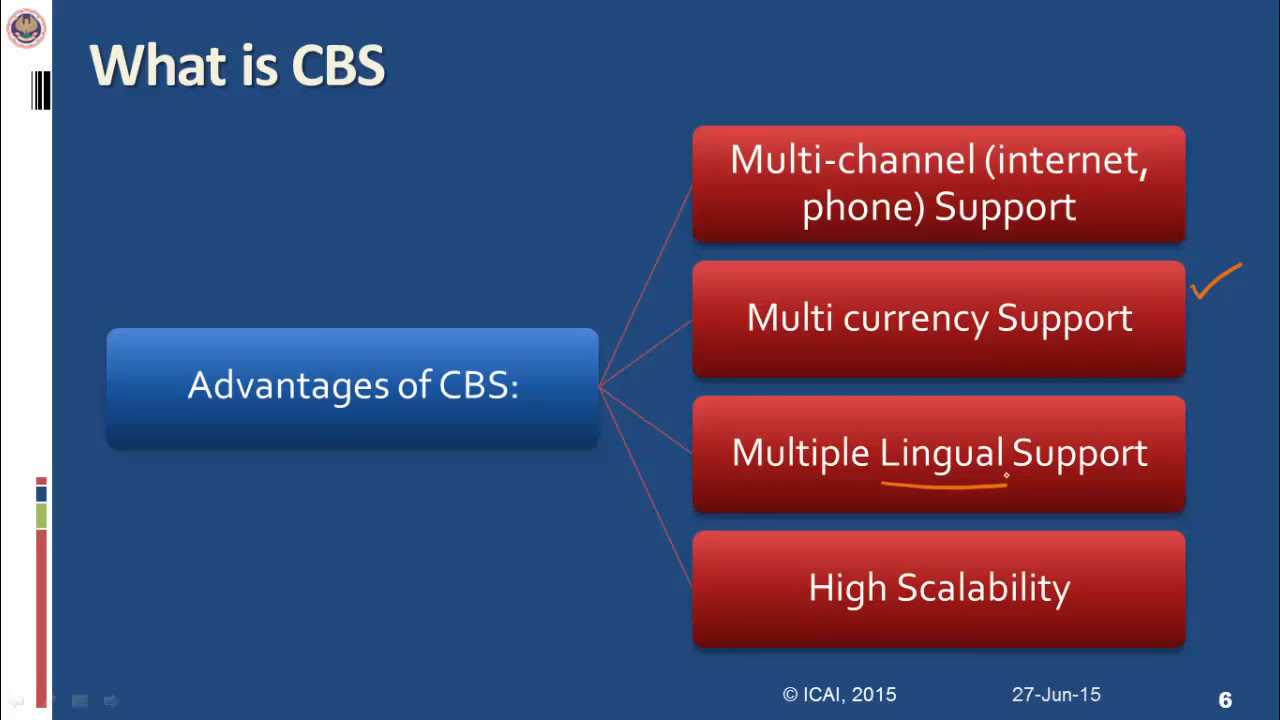 What is CBS
Advantages of CBS:
Multi-channel (internet,
phone) Support
Multi currency Support
Multiple Lingual Support
High Scalability
© ICAI, 2015
27-Jun-15
6